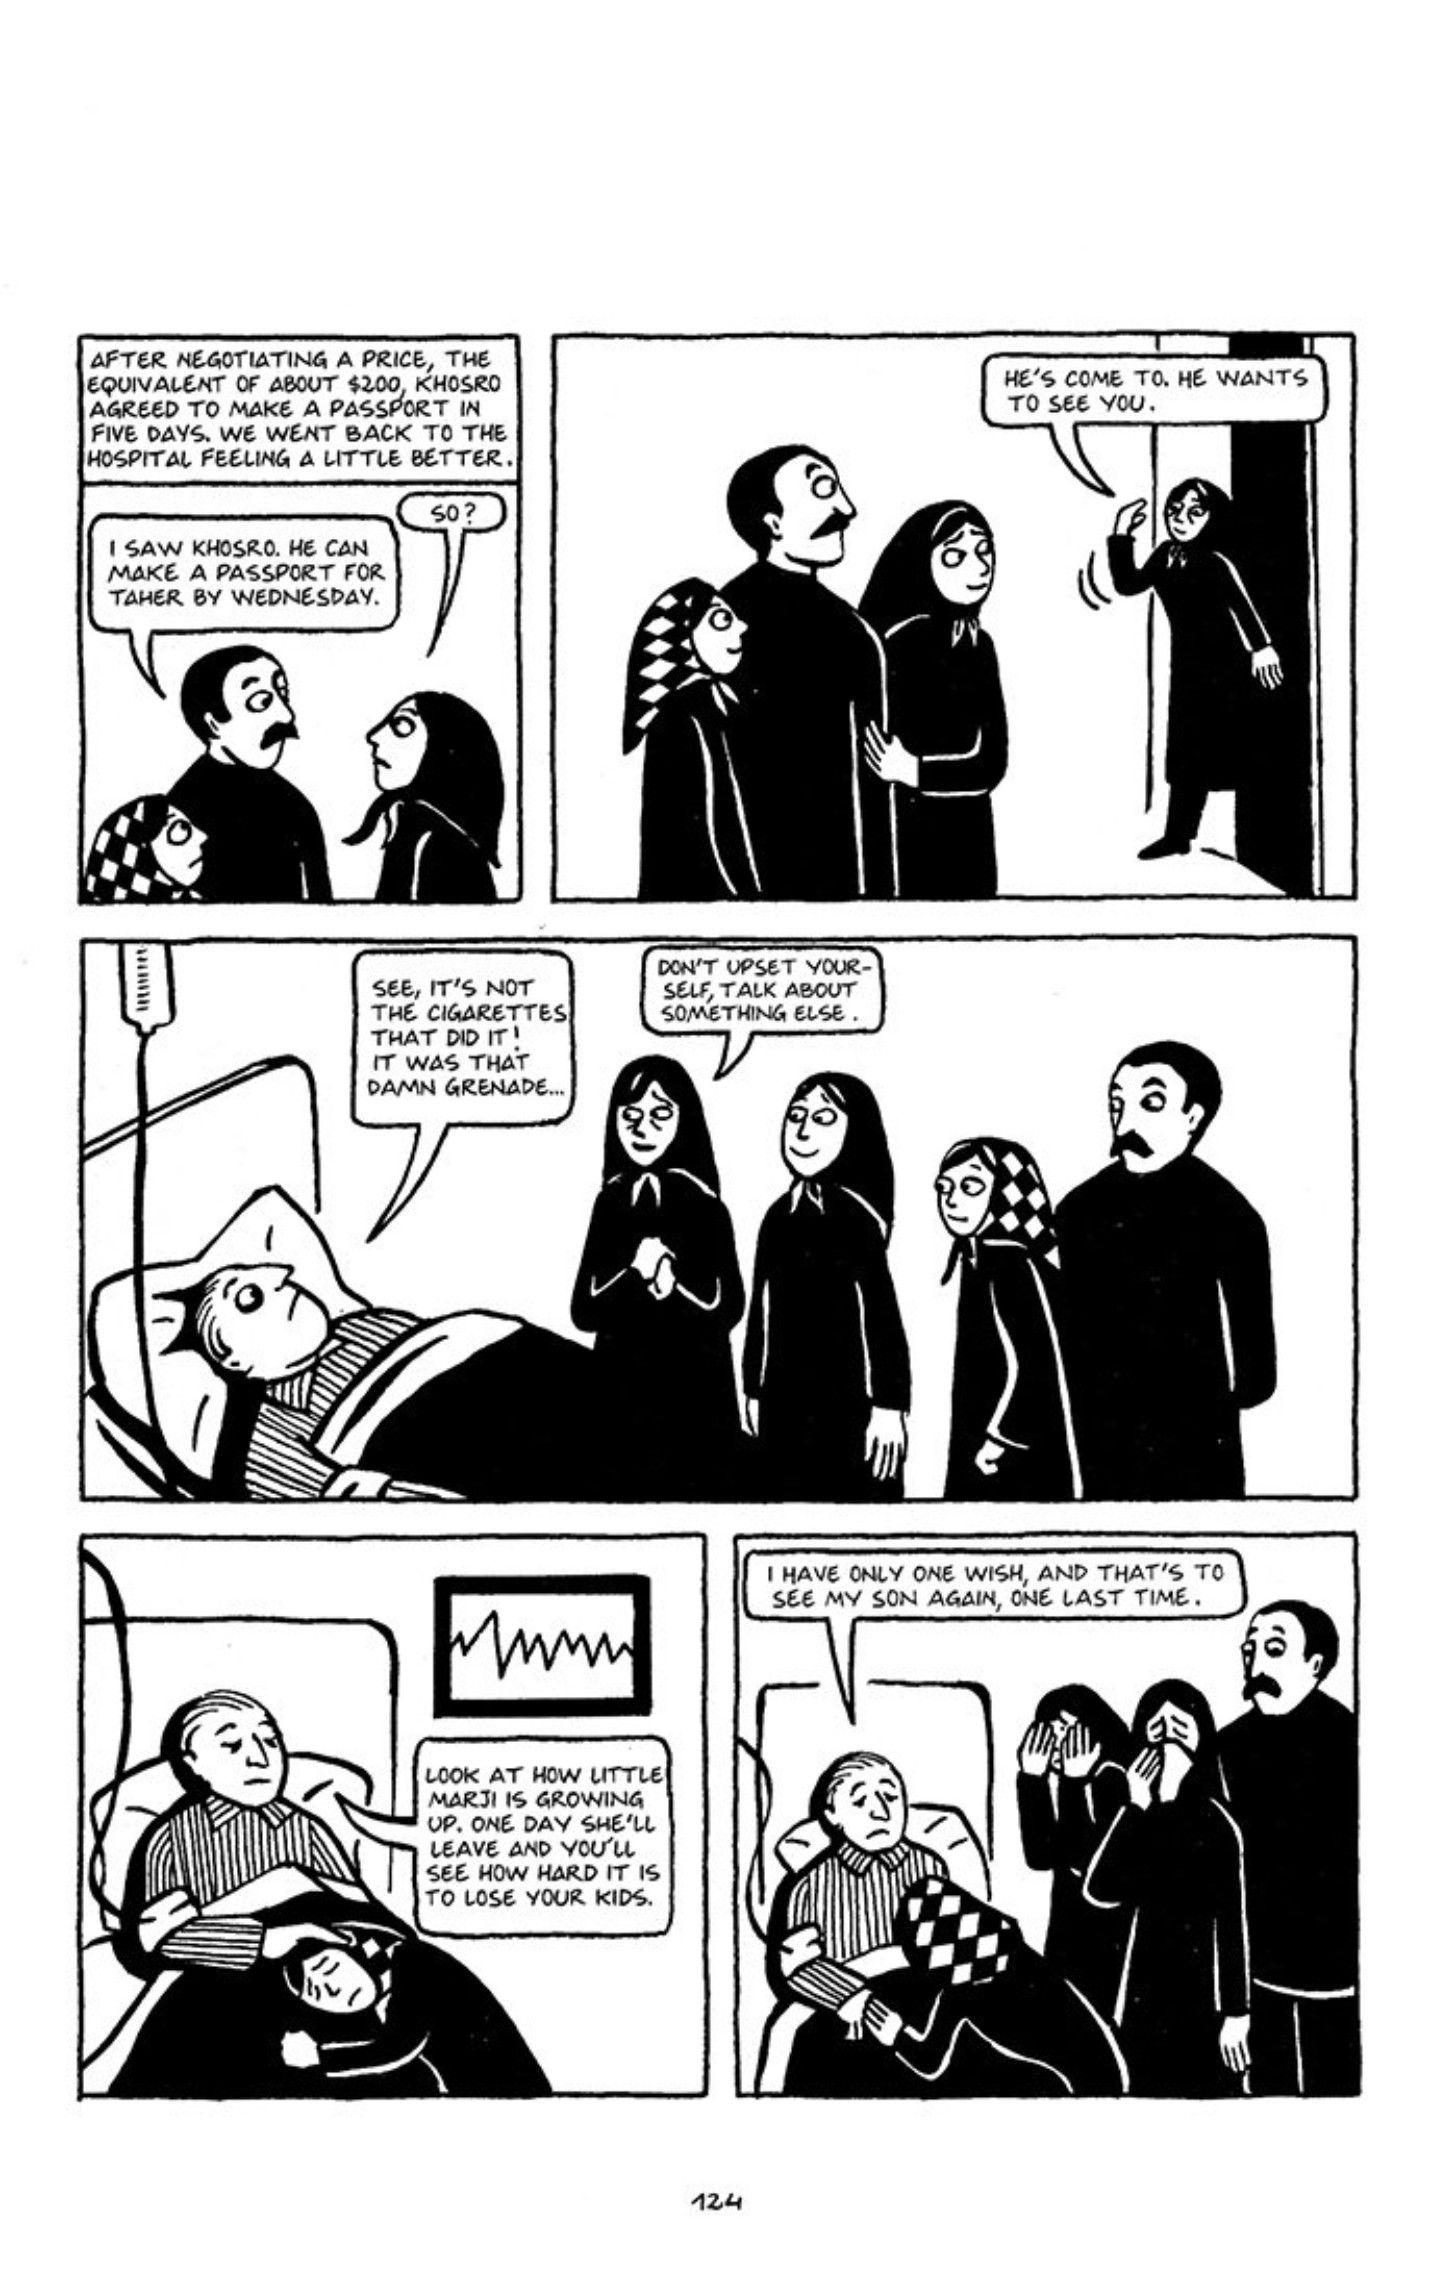 AFTER NEGOTIATING A PRICE, THE
EQUIVALENT OF ABOUT $200, KHOSRO
AGREED TO MAKE A PASSPORT IN
FIVE DAYS. WE WENT BACK TO THE
HOSPITAL FEELING A LITTLE BETTER.
I SAW KHOSRO. HE CAN
MAKE A PASSPORT FOR
TAHER BY WEDNESDAY.
SO?
HE'S COME TO. HE WANTS
TO SEE YOU.
SEE, IT'S NOT
THE CIGARETTES
THAT DID IT!
IT WAS THAT
DAMN GRENADE...
DON'T UPSET YOUR-
SELF, TALK ABOUT
SOMETHING ELSE.
LOOK AT HOW LITTLE
MARJI IS GROWING
UP. ONE DAY SHE'LL
LEAVE AND YOU'LL
SEE HOW HARD IT IS
TO LOSE YOUR KIDS.
I HAVE ONLY ONE WISH, AND THAT'S TO
SEE MY SON AGAIN, ONE LAST TIME.
124